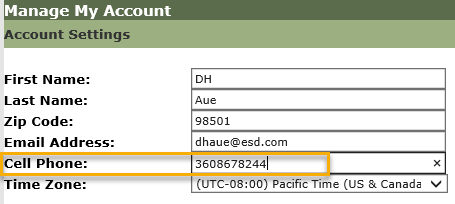 Manage My Account
Account Settings
First Name: DH
Last Name: Aue
Zip Code: 98501
Email Address: dhaue@esd.com
Cell Phone: 3608678244 ×
Time Zone: (UTC-08:00) Pacific Time (US & Canada